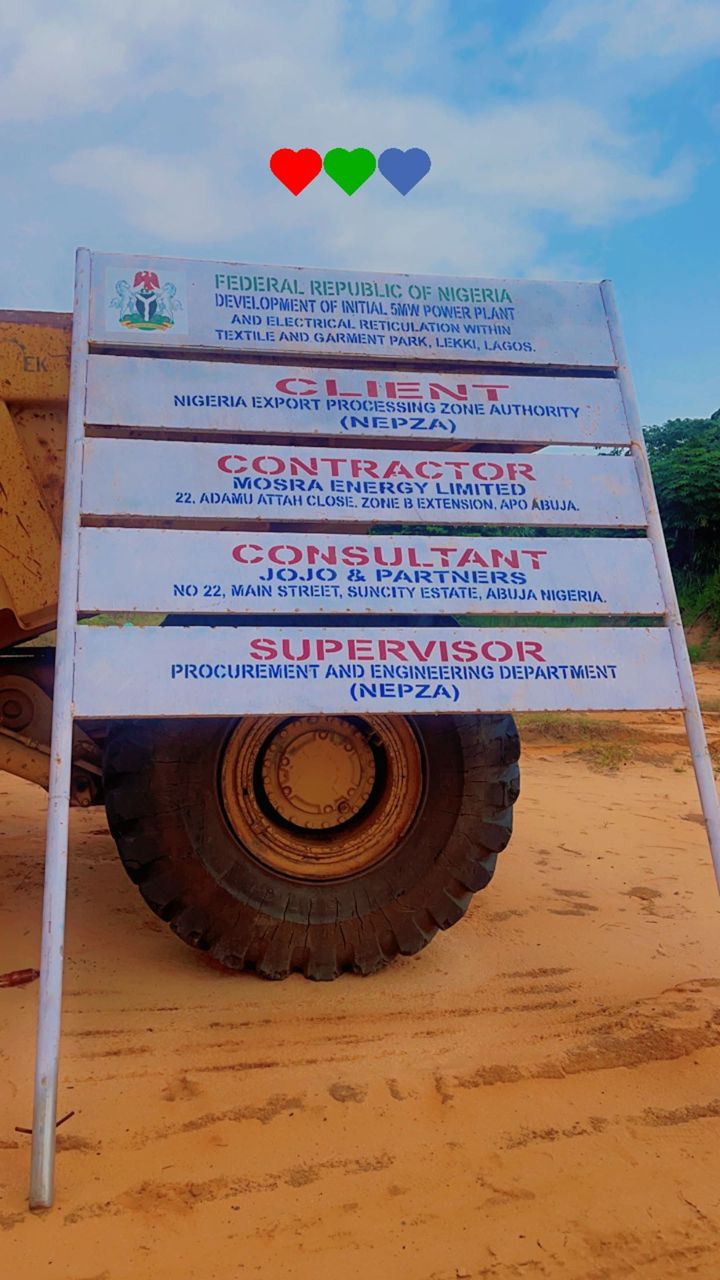 EK
FEDERAL REPUBLIC OF NIGERIA
DEVELOPMENT OF INITIAL 5MW POWER PLANT
AND ELECTRICAL RETICULATION WITHIN
TEXTILE AND GARMENT PARK, LEKKI, LAGOS.
CLIENT
NIGERIA EXPORT PROCESSING ZONE AUTHORITY
(NEPZA)
CONTRACTOR
MOSRA ENERGY LIMITED
22, ADAMU ATTAH CLOSE, ZONE B EXTENSION, APO ABUJA.
CONSULTANT
JOJO & PARTNERS
NO 22, MAIN STREET, SUNCITY ESTATE, ABUJA NIGERIA.
SUPERVISOR
PROCUREMENT AND ENGINEERING DEPARTMENT
(NEPZA)